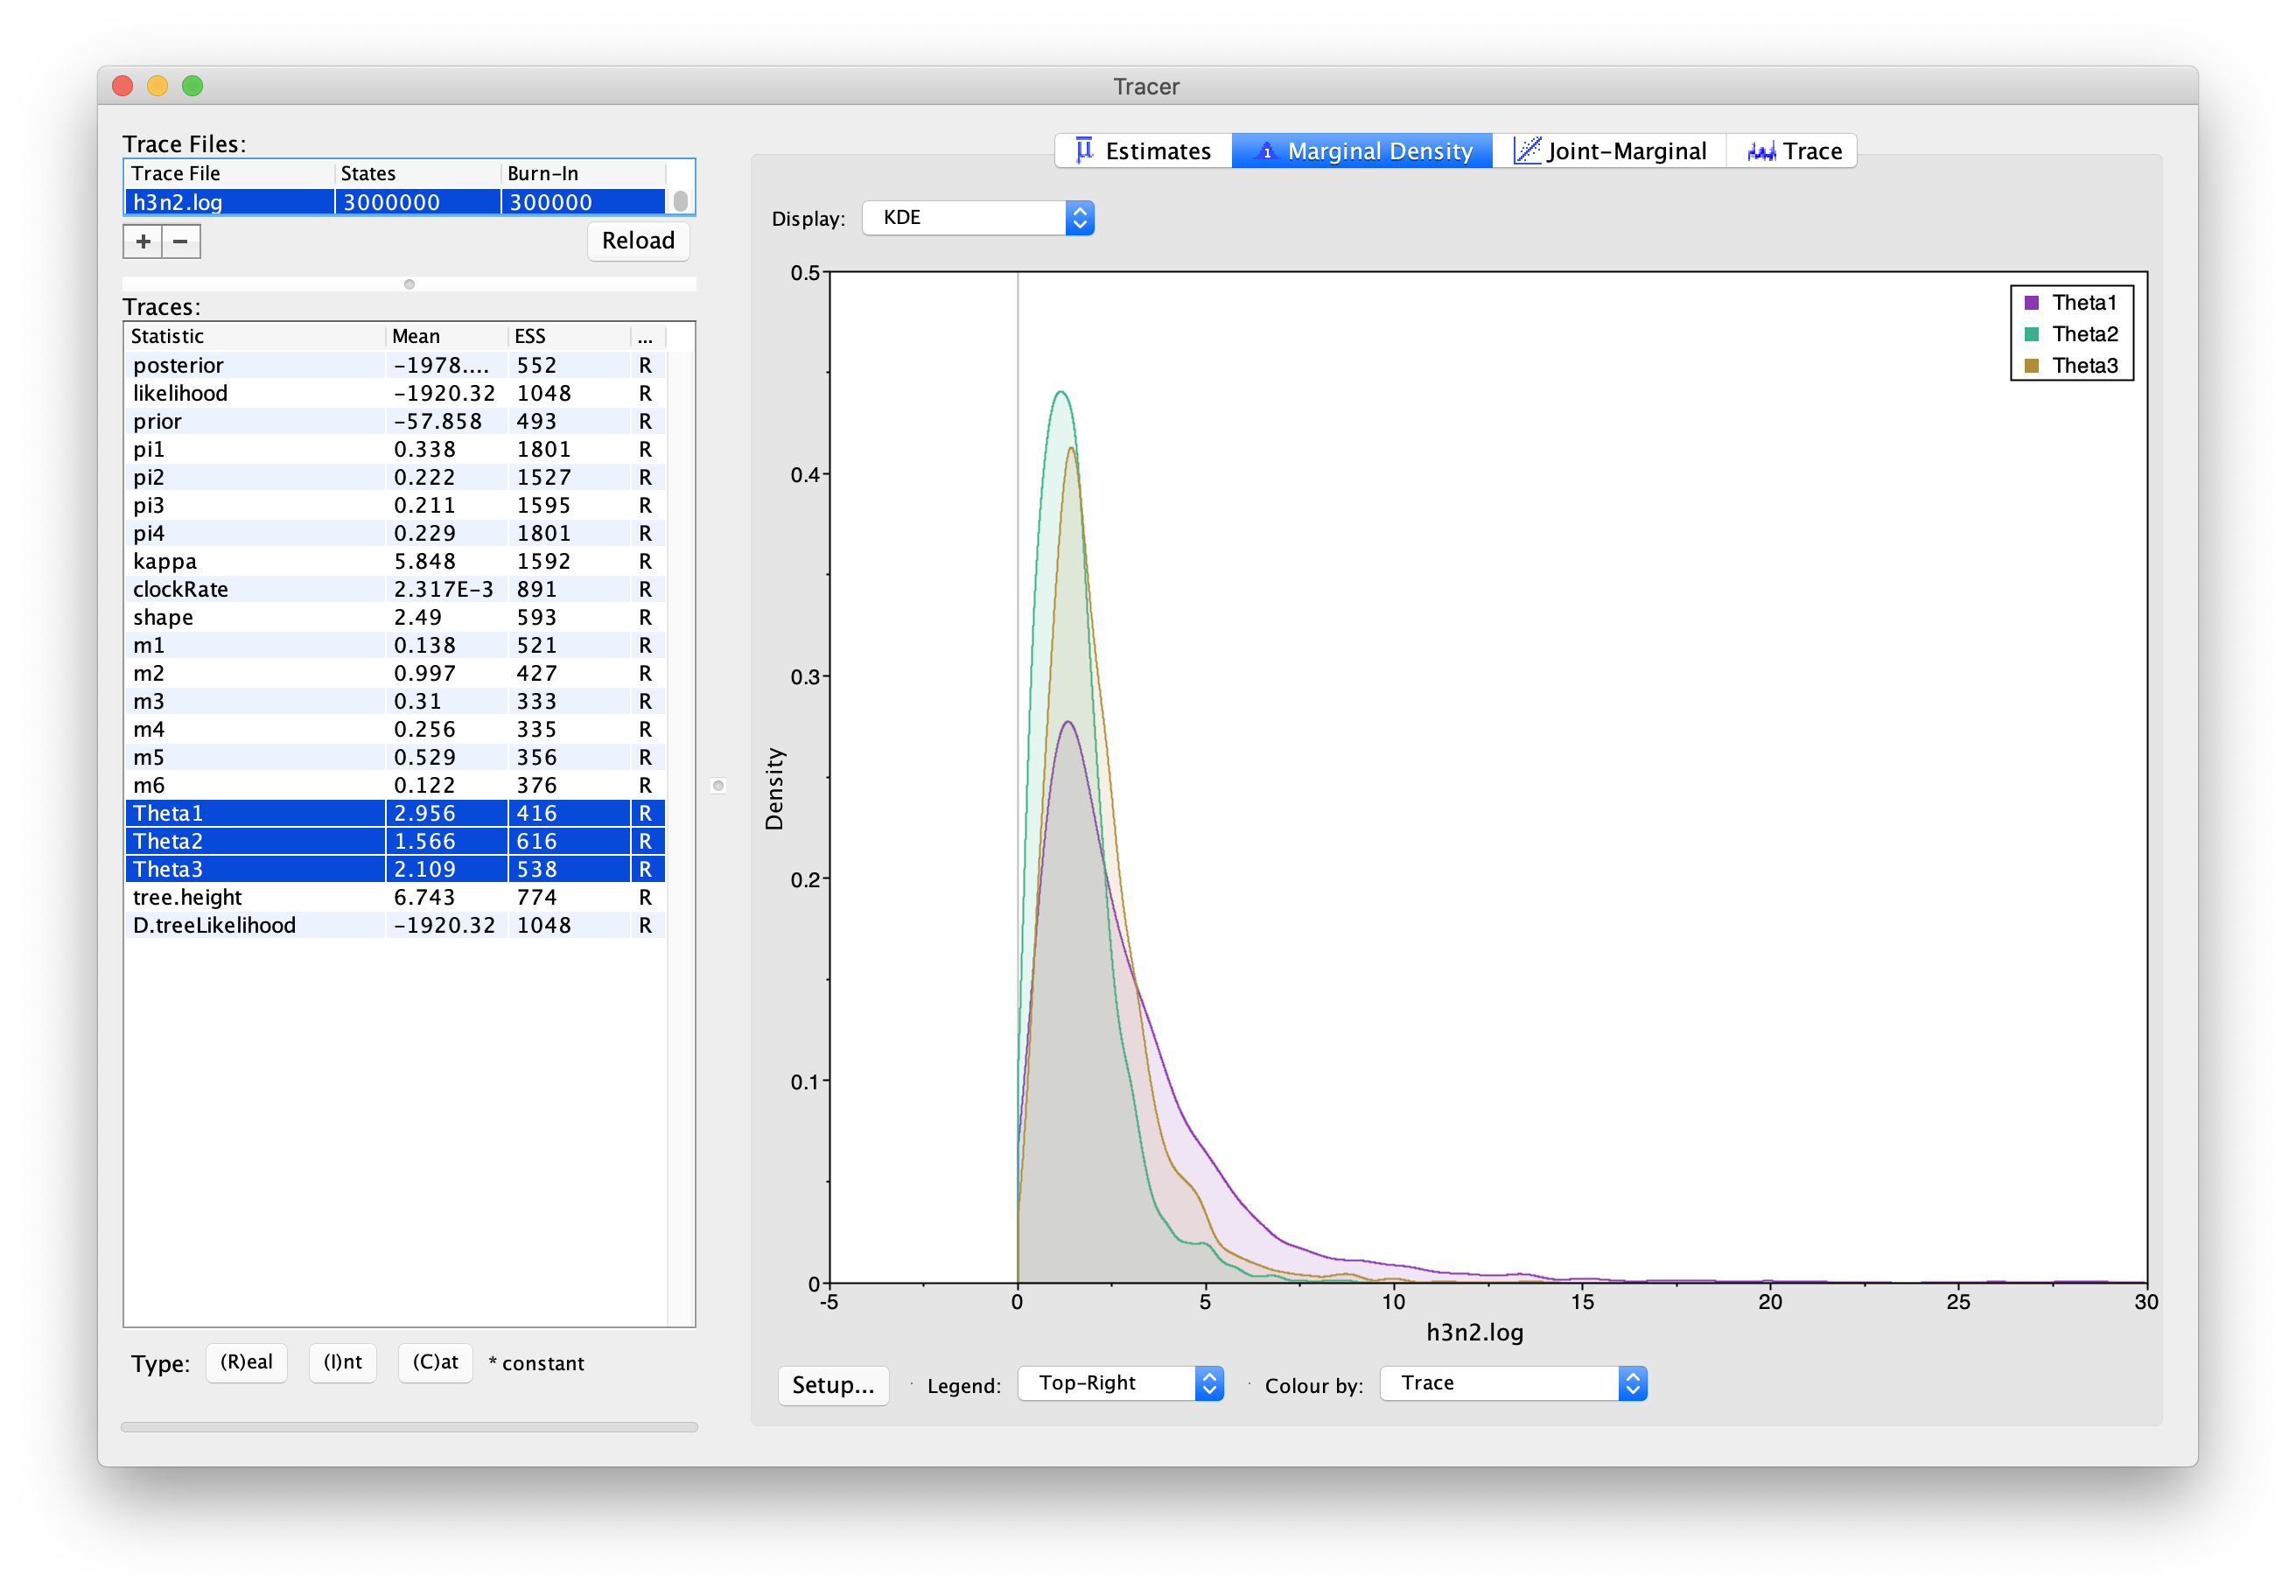 Tracer
Trace Files:
Trace File States Burn-In
h3n2.log 3000000 300000
+ −
Reload
Traces:
Statistic Mean ESS ...
posterior −1978.... 552 R
likelihood −1920.32 1048 R
prior −57.858 493 R
pi1 0.338 1801 R
pi2 0.222 1527 R
pi3 0.211 1595 R
pi4 0.229 1801 R
kappa 5.848 1592 R
clockRate 2.317E−3 891 R
shape 2.49 593 R
m1 0.138 521 R
m2 0.997 427 R
m3 0.31 333 R
m4 0.256 335 R
m5 0.529 356 R
m6 0.122 376 R
Theta1 2.956 416 R
Theta2 1.566 616 R
Theta3 2.109 538 R
tree.height 6.743 774 R
D.treeLikelihood −1920.32 1048 R
Type: (R)eal (I)nt (C)at * constant
Estimates Marginal Density Joint-Marginal Trace
Display: KDE
Theta1
Theta2
Theta3
0.5
0.4
0.3
0.2
0.1
0
Density
-5 0 5 10 15 20 25 30
h3n2.log
Setup... Legend: Top-Right Colour by: Trace